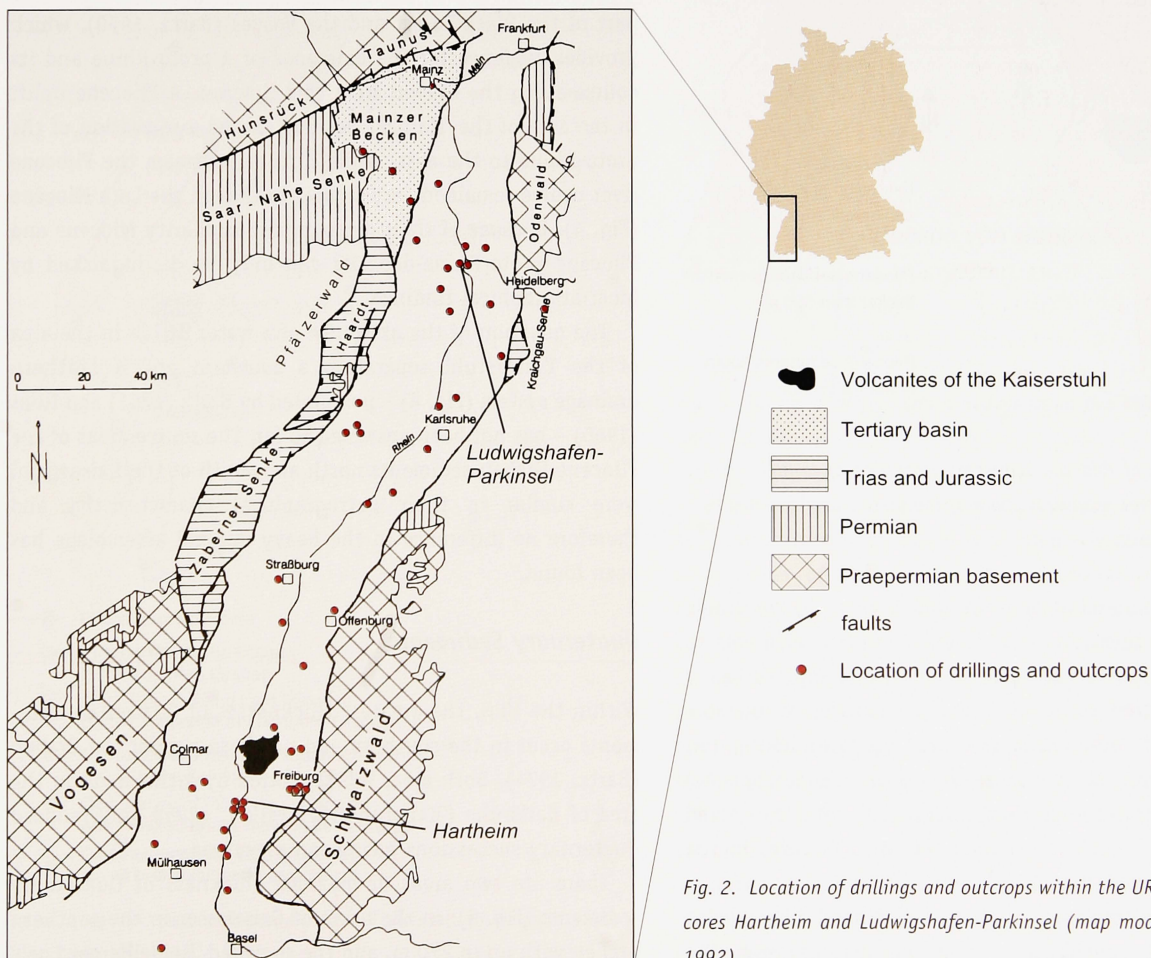 Frankfurt
Taunus
Main
Mainz
Hunsrück
Mainzer
Becken
Saar-Nahe Senke
Odenwald
Pfälzerwald
Haardt
Heidelberg
Kraichgau-Senke
0 20 40 km
N
Karlsruhe
Rhein
Ludwigshafen-
Parkinsel
Zaberner Senke
Straßburg
Offenburg
Vogesen
Colmar
Freiburg
Schwarzwald
Hartheim
Mülhausen
Basel
Volcanites of the Kaiserstuhl
Tertiary basin
Trias and Jurassic
Permian
Praepermian basement
faults
Location of drillings and outcrops
Fig. 2. Location of drillings and outcrops within the UR
cores Hartheim and Ludwigshafen-Parkinsel (map mod
1992)